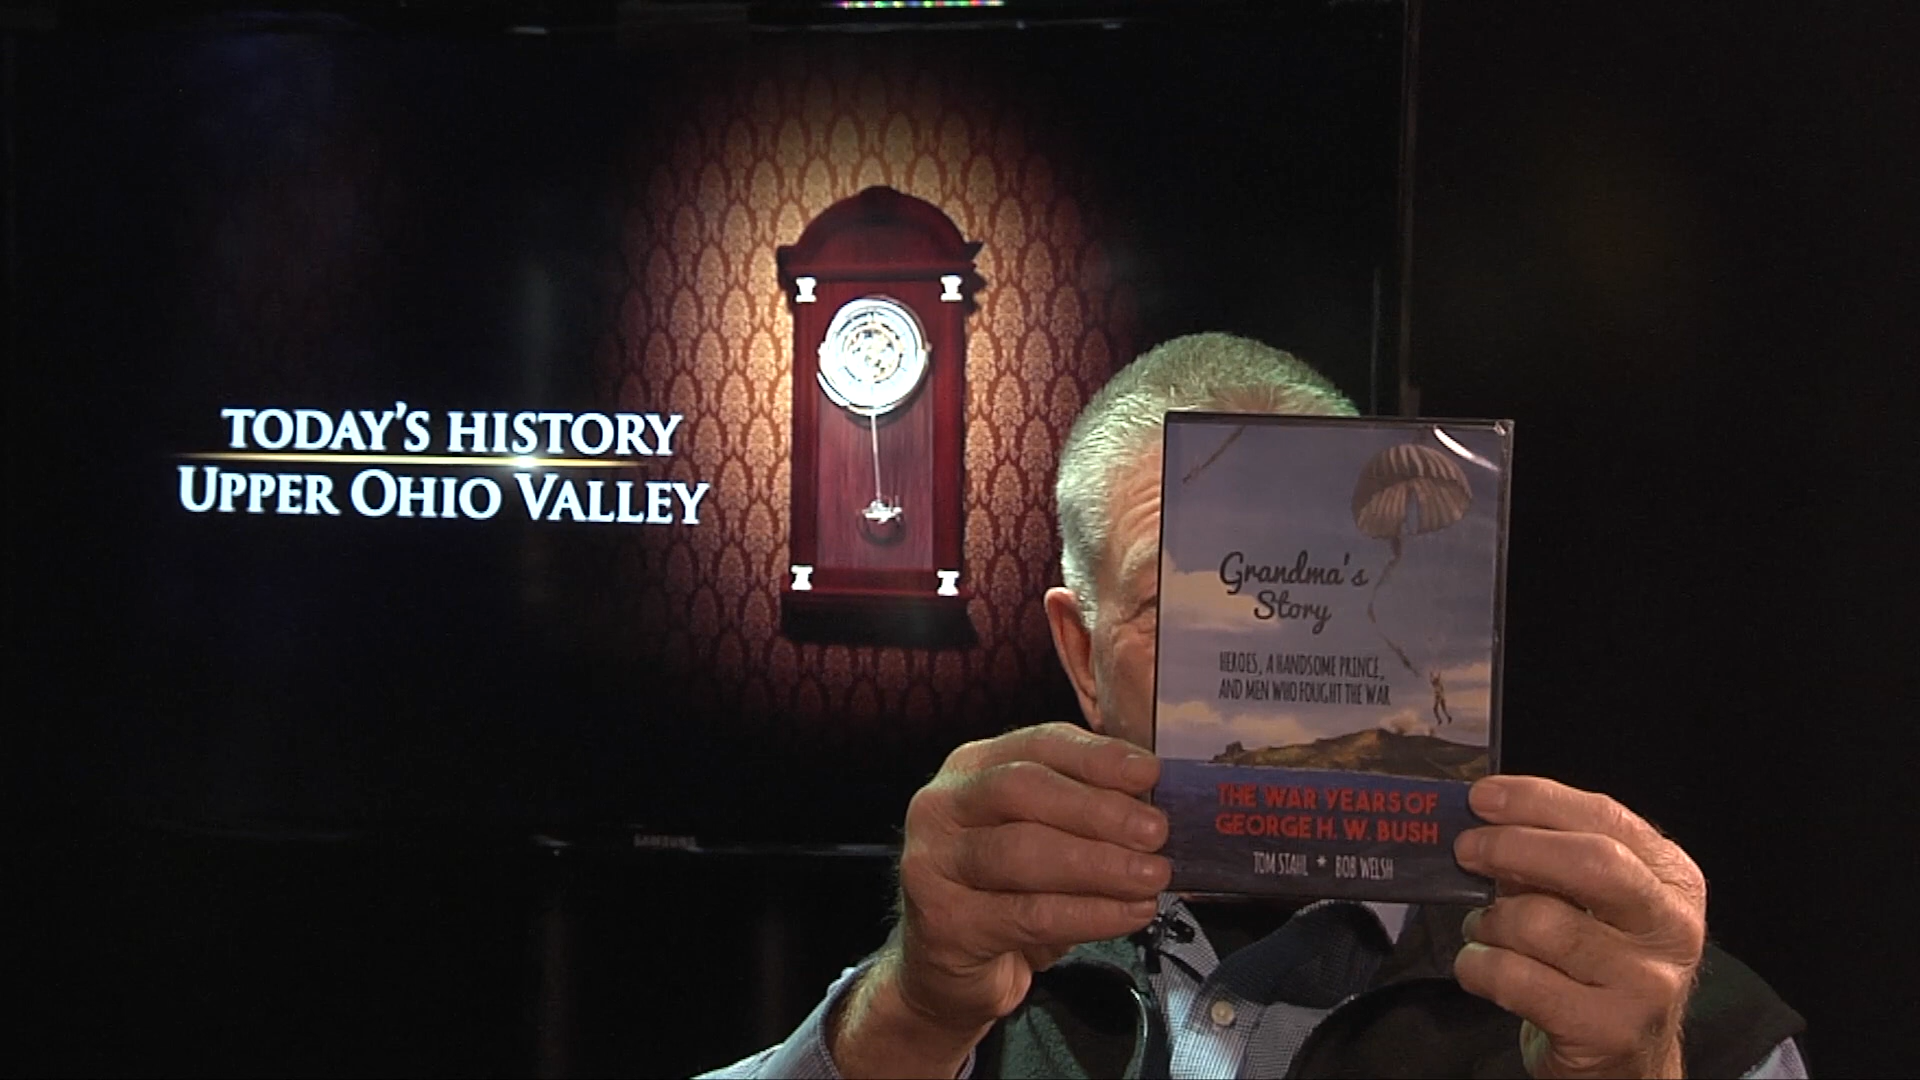 TODAY'S HISTORY
UPPER OHIO VALLEY
Grandma's
Story
HEROES, A HANDSOME PRINCE,
AND MEN WHO FOUGHT THE WAR
THE WAR YEARS OF
GEORGE H. W. BUSH
TOM STAHL * BOB WELSH
SAMSUNG